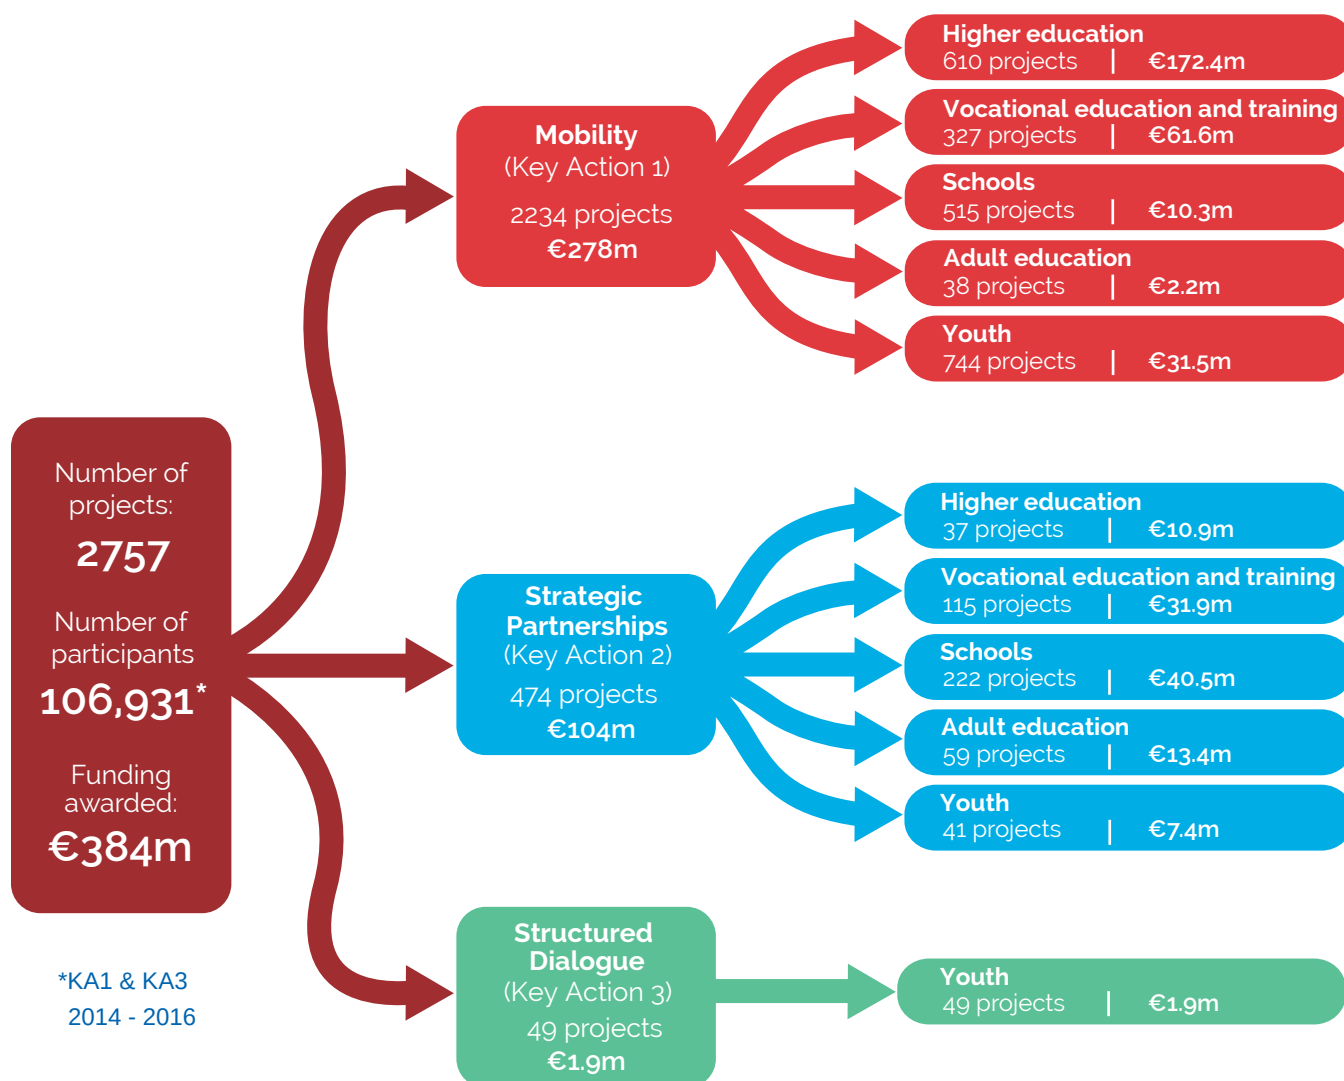 Number of
projects:
2757
Number of
participants
106,931*
Funding
awarded:
€384m
*KA1 & KA3
2014 - 2016
Mobility
(Key Action 1)
2234 projects
€278m
Higher education
610 projects | €172.4m
Vocational education and training
327 projects | €61.6m
Schools
515 projects | €10.3m
Adult education
38 projects | €2.2m
Youth
744 projects | €31.5m
Strategic
Partnerships
(Key Action 2)
474 projects
€104m
Higher education
37 projects | €10.9m
Vocational education and training
115 projects | €31.9m
Schools
222 projects | €40.5m
Adult education
59 projects | €13.4m
Youth
41 projects | €7.4m
Structured
Dialogue
(Key Action 3)
49 projects
€1.9m
Youth
49 projects | €1.9m